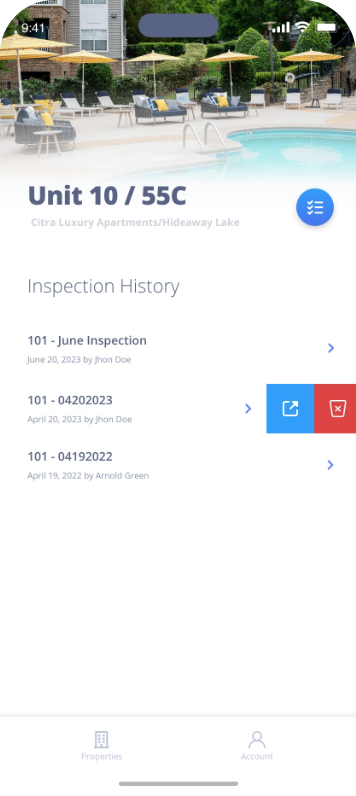 9:41
Unit 10 / 55C
Citra Luxury Apartments/Hideaway Lake
Inspection History
101 - June Inspection
June 20, 2023 by Jhon Doe
101 - 04202023
April 20, 2023 by Jhon Doe
101 - 04192022
April 19, 2022 by Arnold Green
Properties
Account